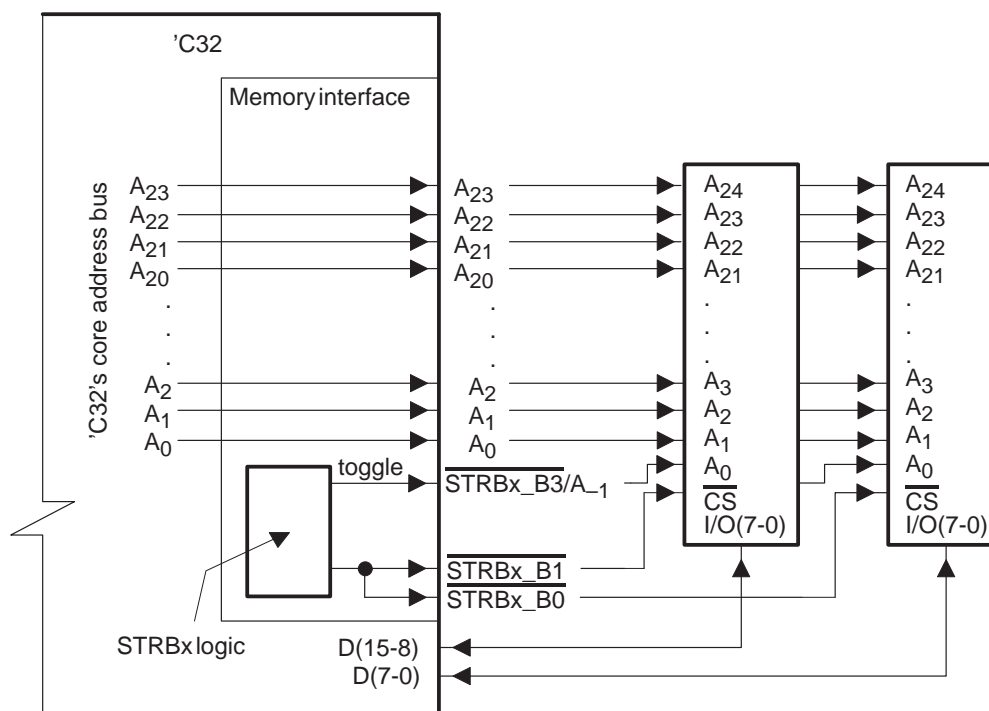 'C32
Memory interface
'C32's core address bus
A23 A23 A24 A24
A22 A22 A23 A23
A21 A21 A22 A22
A20 A20 A21 A21
. . . .
. . . .
. . . .
A2 A2 A3 A3
A1 A1 A2 A2
A0 A0 A1 A1
toggle STRBx_B3/A–1 A0 A0
CS CS
I/O(7-0) I/O(7-0)
STRBx_B1
STRBx_B0
STRBx logic
D(15-8)
D(7-0)